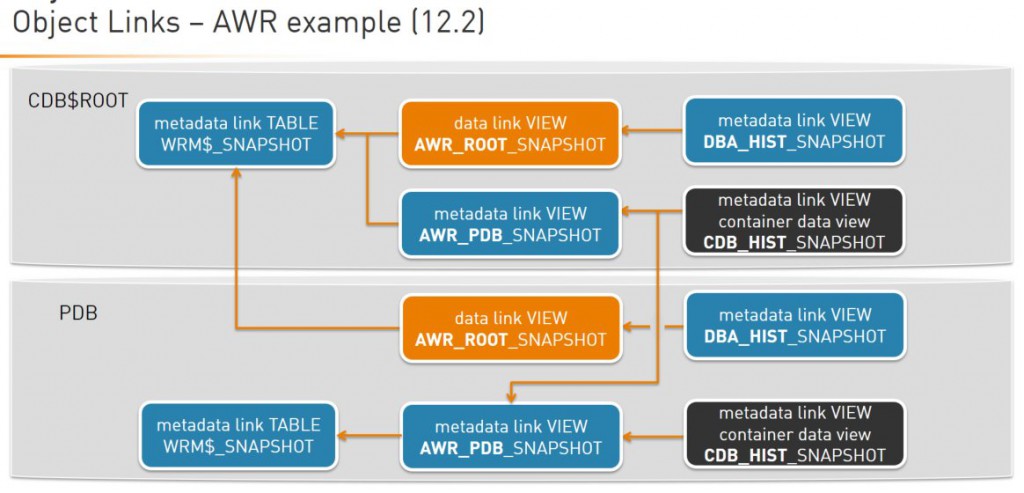 Object Links – AWR example (12.2)
CDB$ROOT
metadata link TABLE
WRM$_SNAPSHOT
data link VIEW
AWR_ROOT_SNAPSHOT
metadata link VIEW
DBA_HIST_SNAPSHOT
metadata link VIEW
AWR_PDB_SNAPSHOT
metadata link VIEW
container data view
CDB_HIST_SNAPSHOT
PDB
data link VIEW
AWR_ROOT_SNAPSHOT
metadata link VIEW
DBA_HIST_SNAPSHOT
metadata link TABLE
WRM$_SNAPSHOT
metadata link VIEW
AWR_PDB_SNAPSHOT
metadata link VIEW
container data view
CDB_HIST_SNAPSHOT